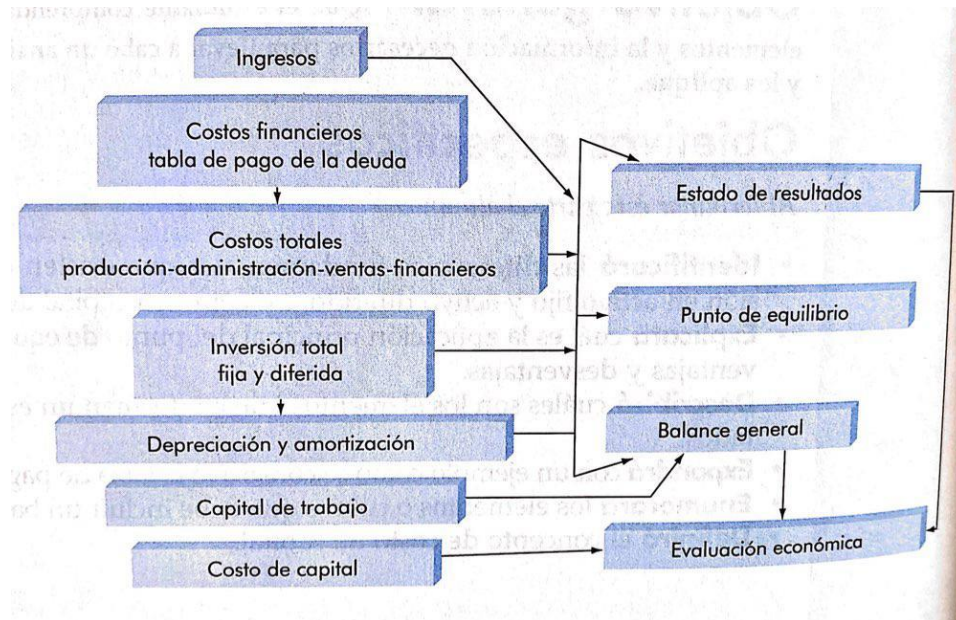 Ingresos
Costos financieros
tabla de pago de la deuda
Estado de resultados
Costos totales
producción-administración-ventas-financieros
Punto de equilibrio
Inversión total
fija y diferida
Balance general
Depreciación y amortización
Capital de trabajo
Evaluación económica
Costo de capital